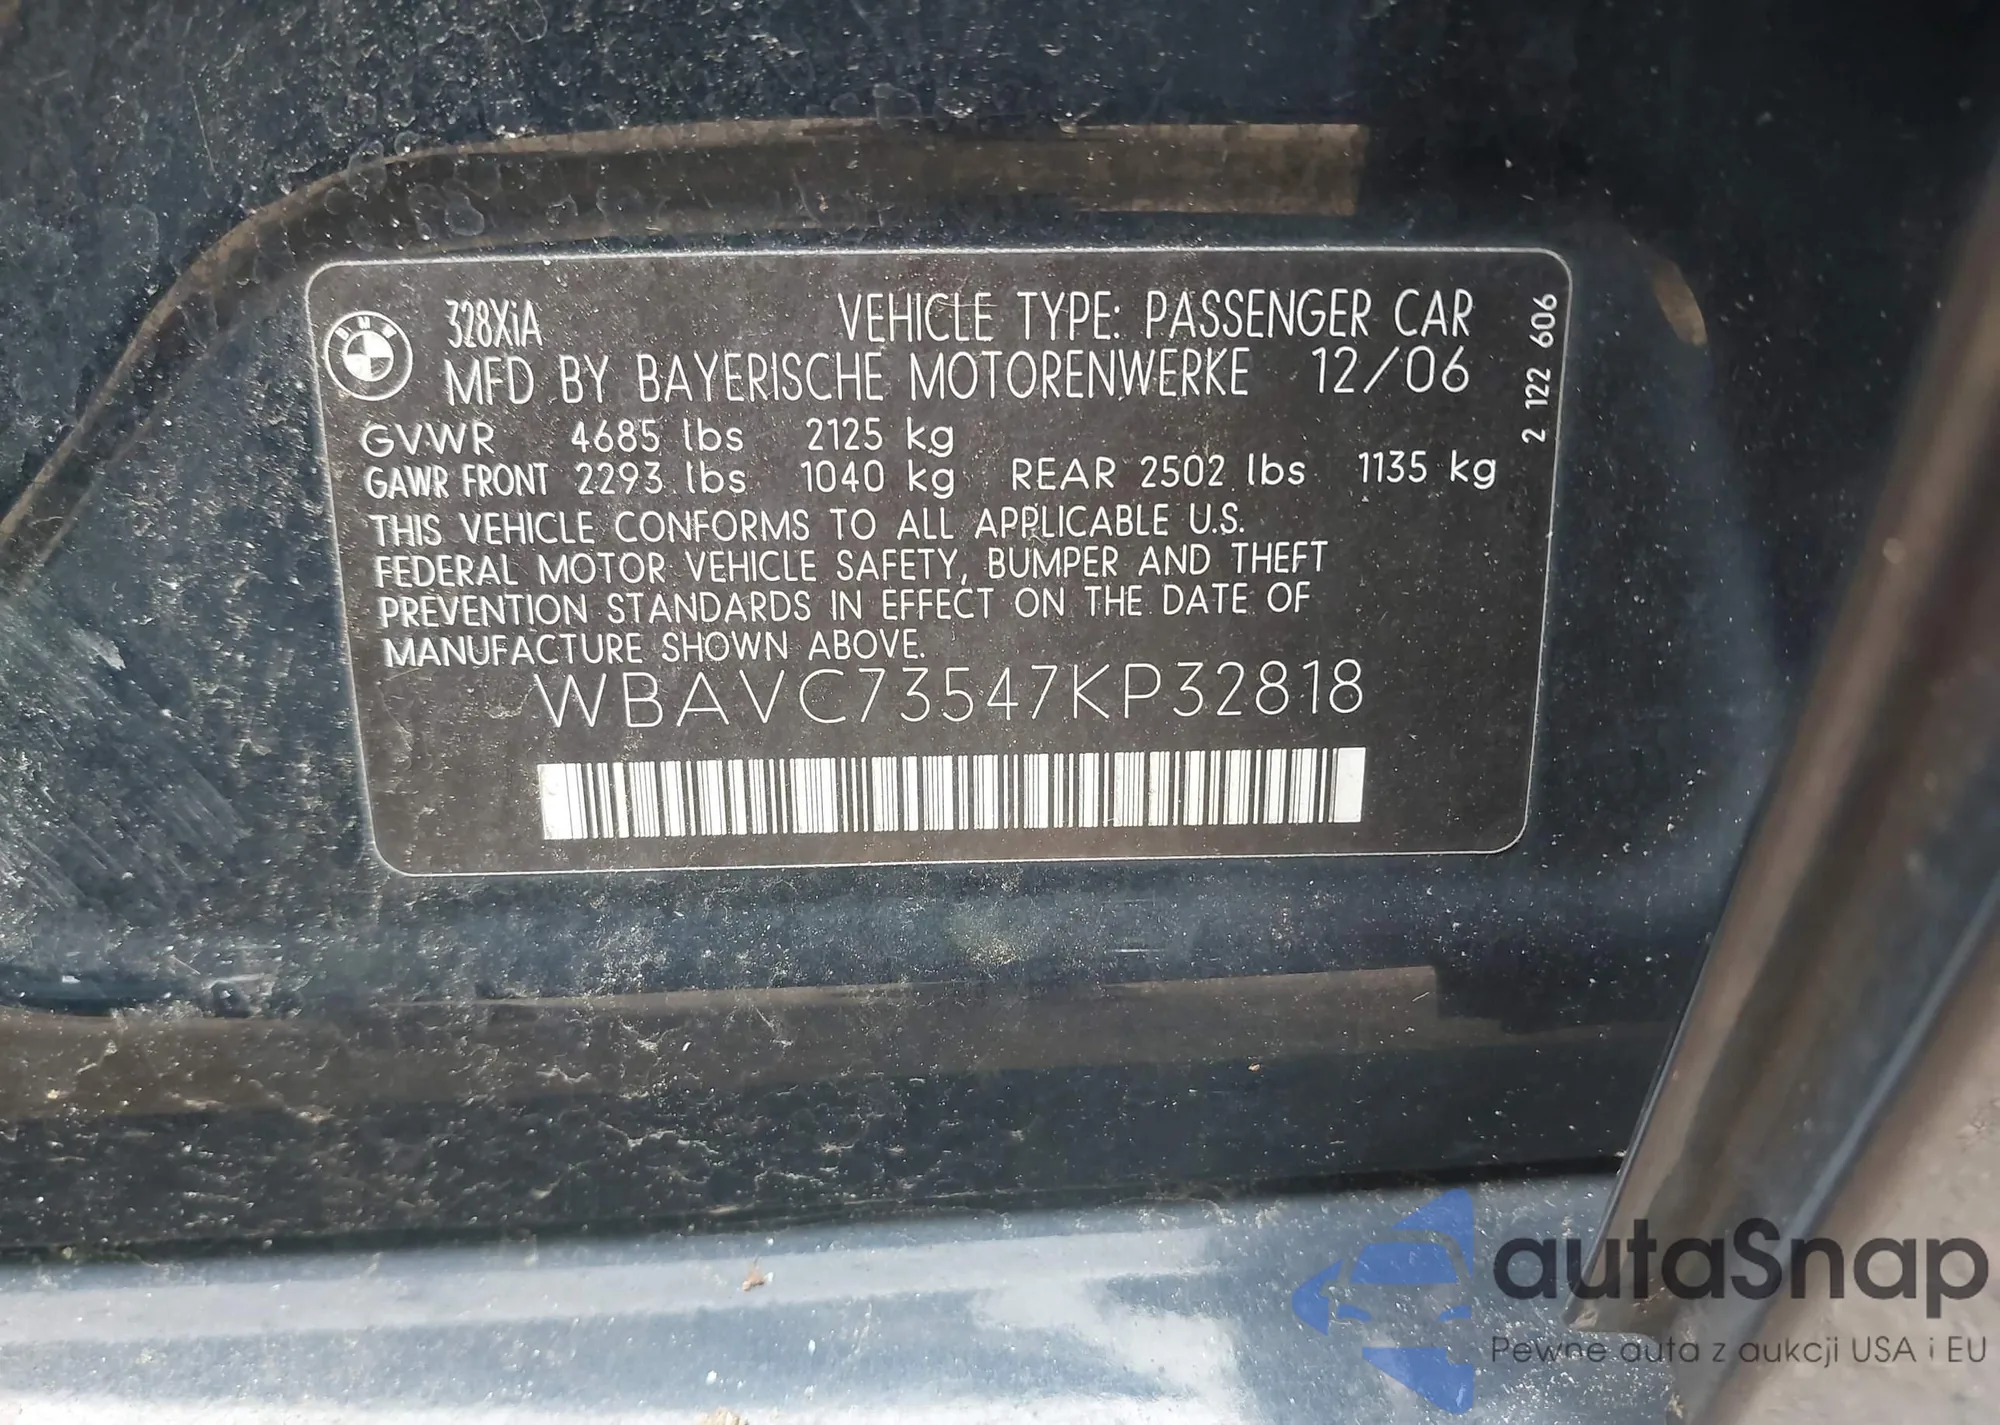 BMW
328XiA VEHICLE TYPE: PASSENGER CAR
MFD BY BAYERISCHE MOTORENWERKE 12/06
GVWR 4685 lbs 2125 kg
GAWR FRONT 2293 lbs 1040 kg REAR 2502 lbs 1135 kg
THIS VEHICLE CONFORMS TO ALL APPLICABLE U.S.
FEDERAL MOTOR VEHICLE SAFETY, BUMPER AND THEFT
PREVENTION STANDARDS IN EFFECT ON THE DATE OF
MANUFACTURE SHOWN ABOVE.
WBAVC73547KP32818
2 122 606
autaSnap
Pewne auta z aukcji USA i EU